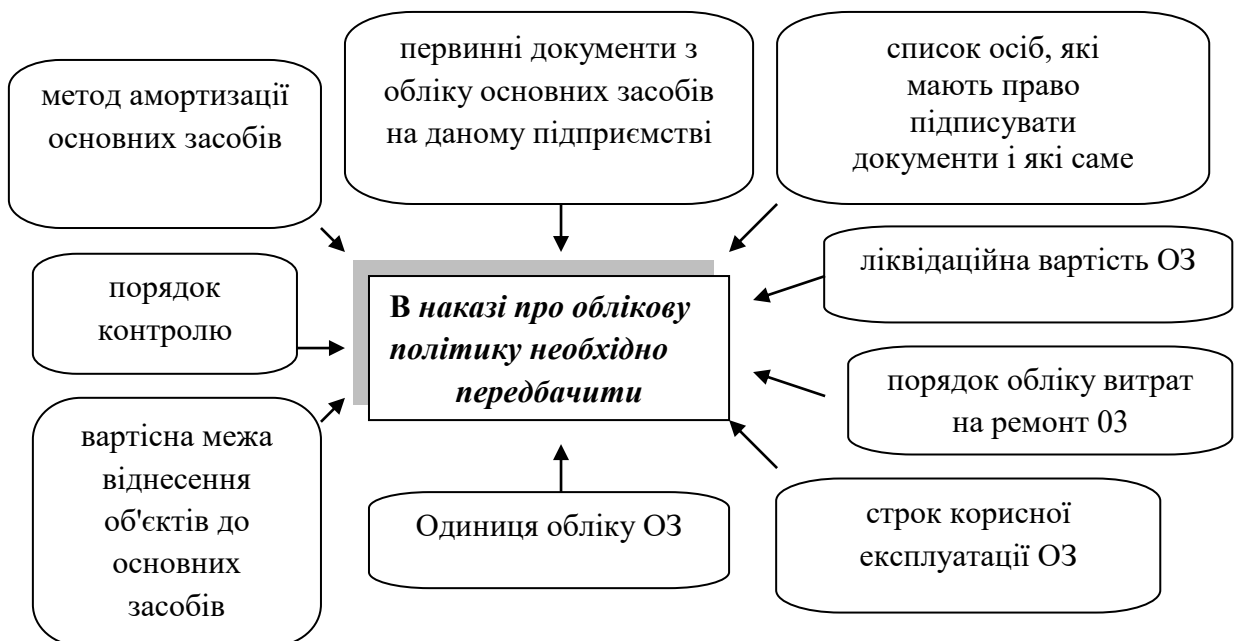 метод амортизації
основних засобів
первинні документи з
обліку основних засобів
на даному підприємстві
список осіб, які
мають право
підписувати
документи і які саме
порядок
контролю
В наказі про облікову
політику необхідно
передбачити
ліквідаційна вартість ОЗ
порядок обліку витрат
на ремонт 03
вартісна межа
віднесення
об'єктів до
основних
засобів
Одиниця обліку ОЗ
строк корисної
експлуатації ОЗ